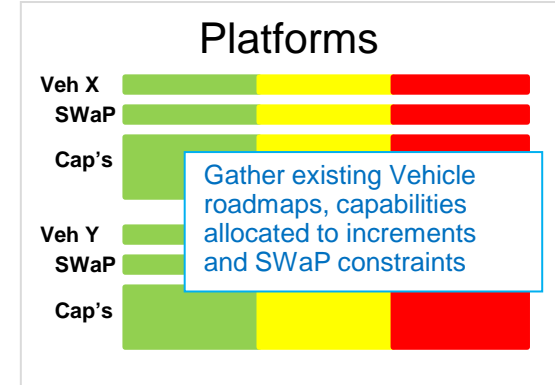 Platforms
Veh X
SWaP
Cap's
Gather existing Vehicle
roadmaps, capabilities
allocated to increments
and SWaP constraints
Veh Y
SWaP
Cap's